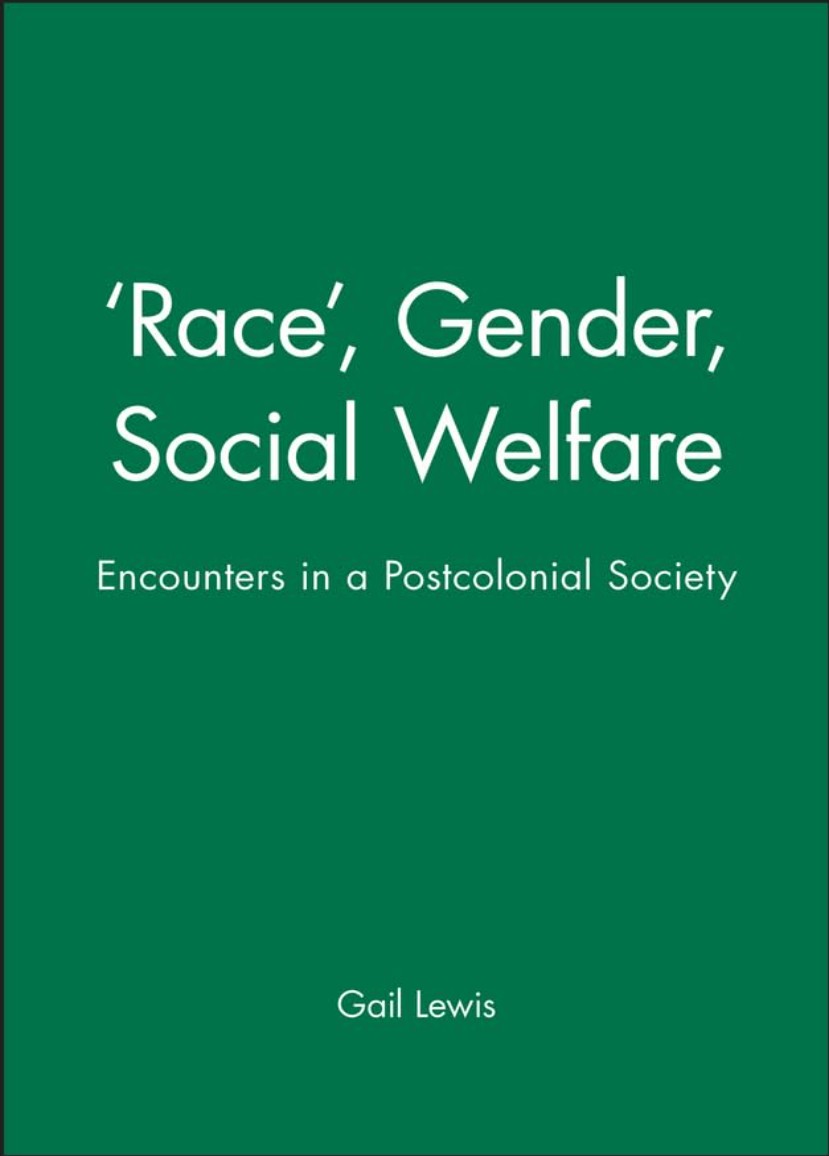 ‘Race’, Gender,
Social Welfare
Encounters in a Postcolonial Society
Gail Lewis